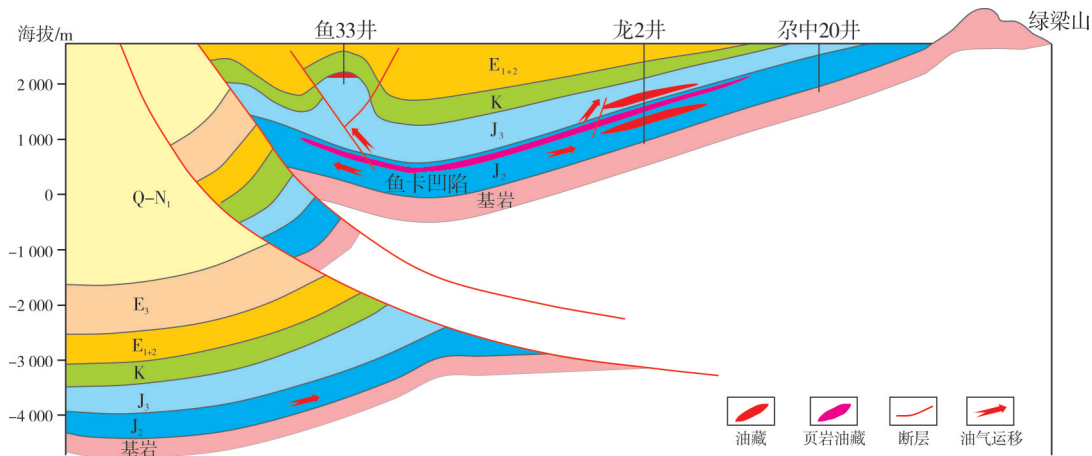 海拔/m
鱼33井
龙2井
尕中20井
绿梁山
2 000
1 000
0
-1 000
-2 000
-3 000
-4 000
E1+2
K
J3
J2
鱼卡凹陷
基岩
Q-N1
E3
E1+2
K
J3
J2
基岩
油藏
页岩油藏
断层
油气运移